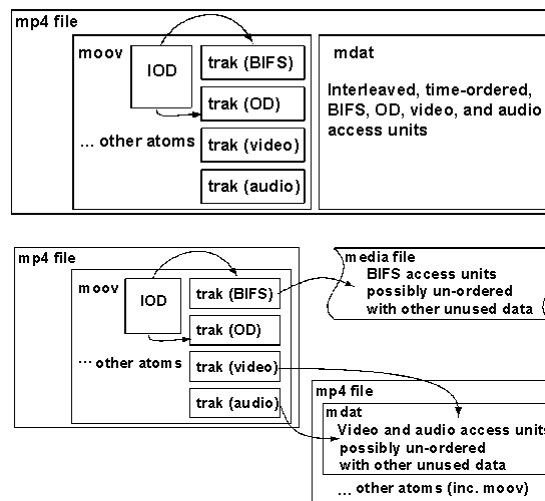 mp4 file
moov
IOD
trak (BIFS)
trak (OD)
... other atoms
trak (video)
trak (audio)
mdat
Interleaved, time-ordered,
BIFS, OD, video, and audio
access units
mp4 file
moov
IOD
trak (BIFS)
trak (OD)
... other atoms
trak (video)
trak (audio)
media file
BIFS access units
possibly un-ordered
with other unused data
mp4 file
mdat
Video and audio access units
possibly un-ordered
with other unused data
... other atoms (inc. moov)